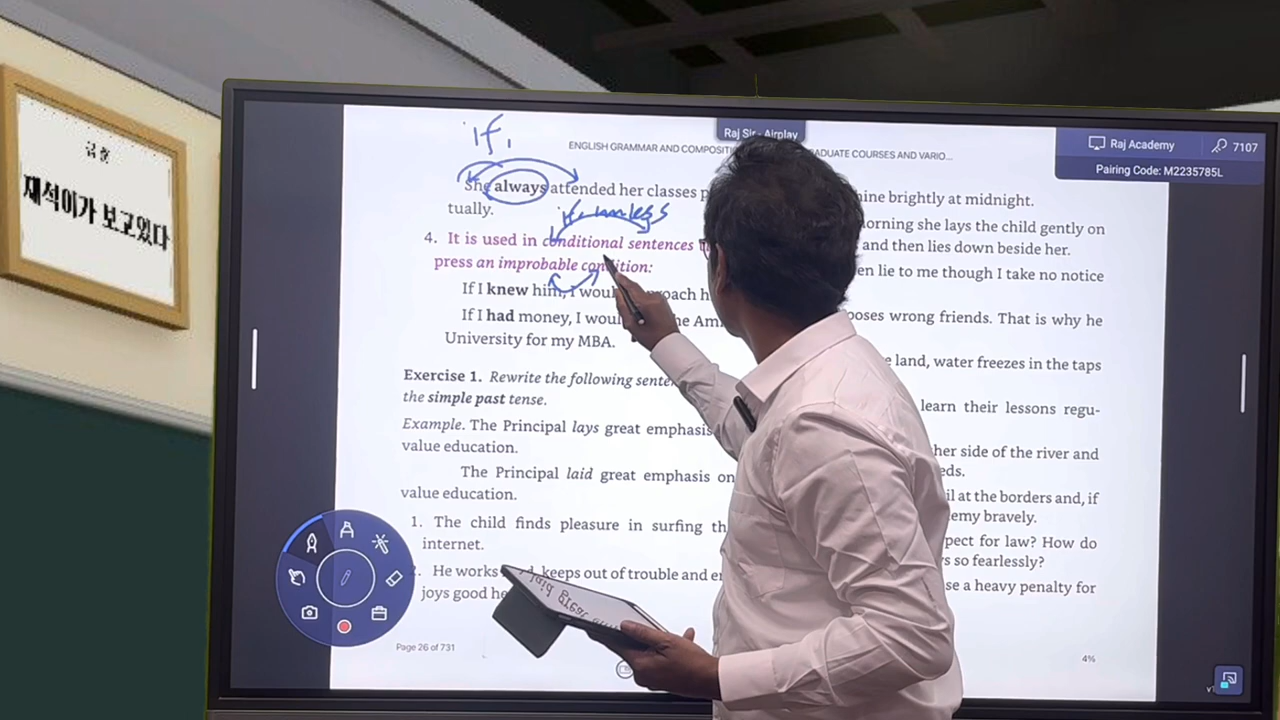 급훈
재석이가 보고있다
Raj Sir - Airplay
Raj Academy
7107
Pairing Code: M2235785L
ENGLISH GRAMMAR AND COMPOSITI
ADUATE COURSES AND VARIO...
if,
She always attended her classes p
tually.
if unless
4. It is used in conditional sentences
press an improbable condition:
If I knew him, I woul roach h
If I had money, I woul he Am
University for my MBA.
Exercise 1. Rewrite the following sente
the simple past tense.
Example. The Principal lays great emphasis
value education.
The Principal laid great emphasis on
value education.
1. The child finds pleasure in surfing th
internet.
He works keeps out of trouble and en
joys good he
Page 26 of 731
hine brightly at midnight.
orning she lays the child gently on
and then lies down beside her.
en lie to me though I take no notice
ooses wrong friends. That is why he
e land, water freezes in the taps
learn their lessons regu-
her side of the river and
eds.
il at the borders and, if
emy bravely.
pect for law? How do
s so fearlessly?
se a heavy penalty for
4%